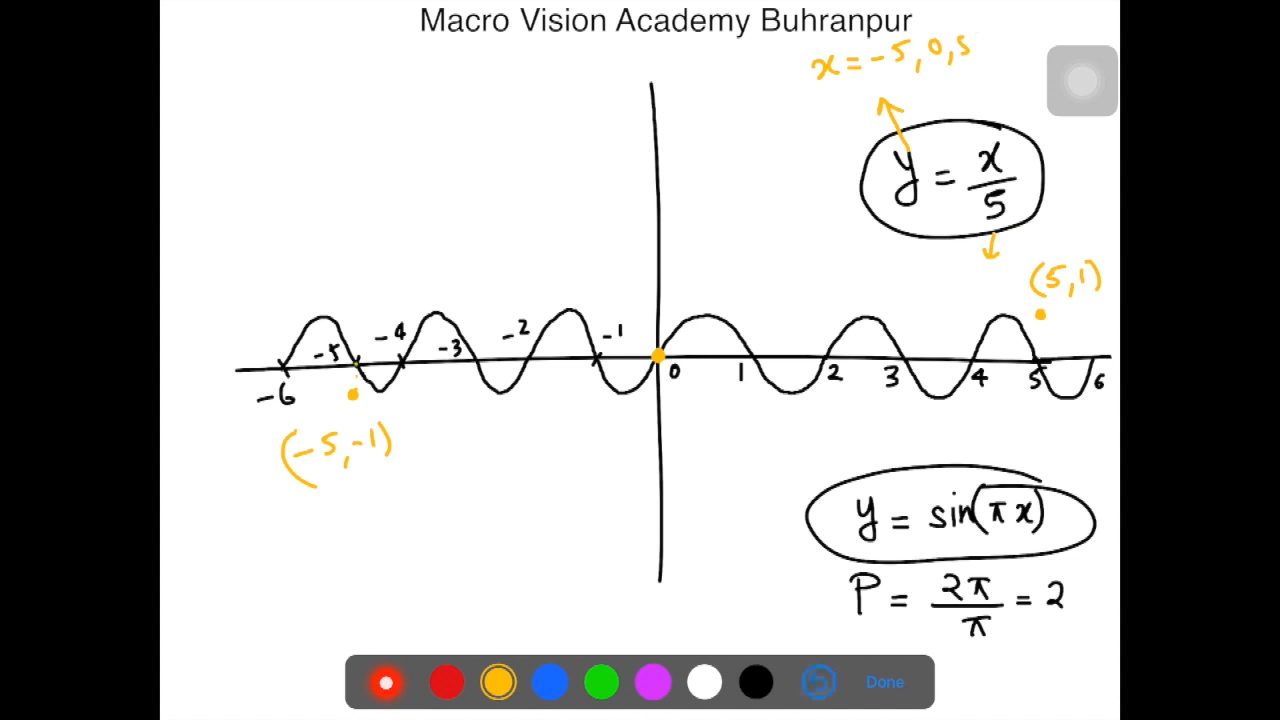 Macro Vision Academy Buhranpur
x = -5, 0, 5
y = x/5
(5, 1)
-6 -5 -4 -3 -2 -1 0 1 2 3 4 5 6
(-5, -1)
y = sin(πx)
P = 2π/π = 2
Done